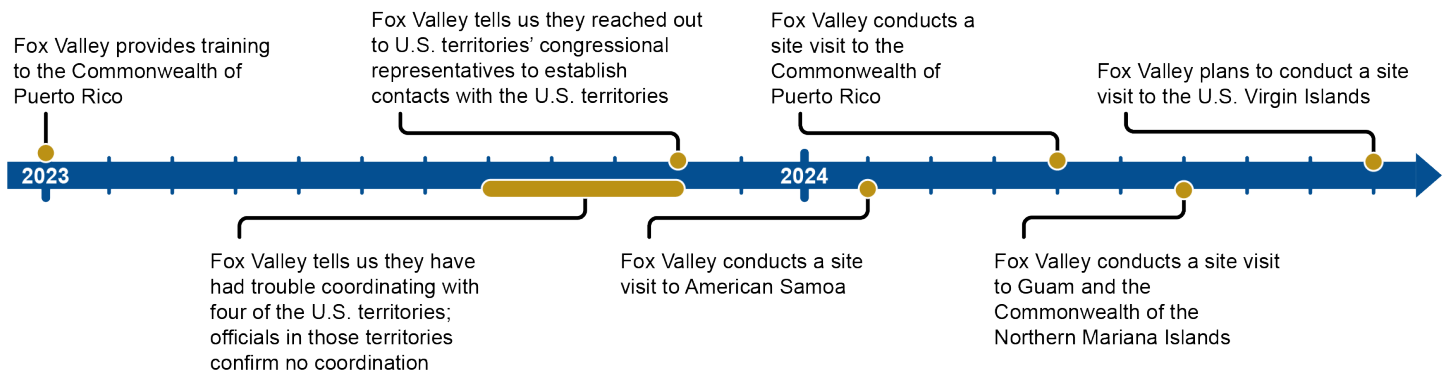 Fox Valley provides training
to the Commonwealth of
Puerto Rico
Fox Valley tells us they reached out
to U.S. territories’ congressional
representatives to establish
contacts with the U.S. territories
Fox Valley conducts a
site visit to the
Commonwealth of
Puerto Rico
Fox Valley plans to conduct a site
visit to the U.S. Virgin Islands
2023
2024
Fox Valley tells us they have
had trouble coordinating with
four of the U.S. territories;
officials in those territories
confirm no coordination
Fox Valley conducts a site
visit to American Samoa
Fox Valley conducts a site visit
to Guam and the
Commonwealth of the
Northern Mariana Islands